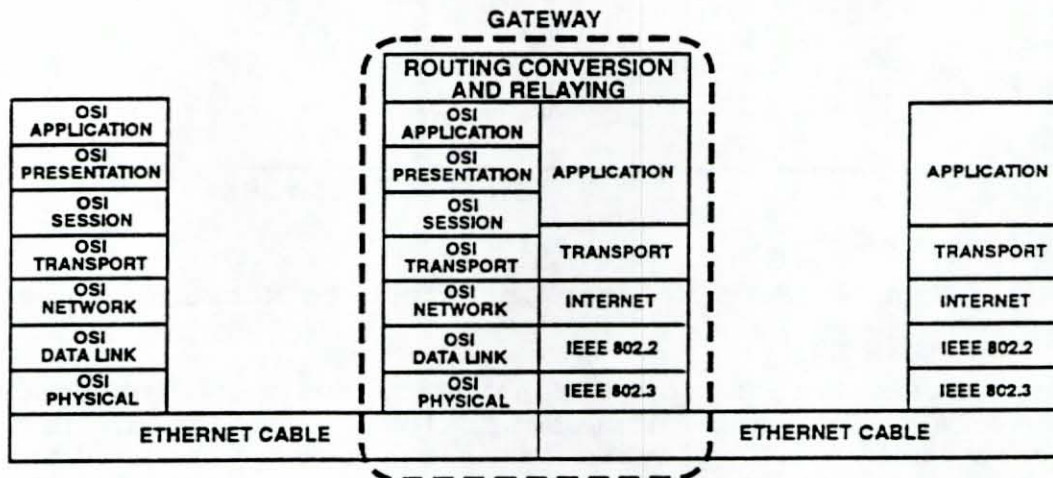 GATEWAY
ROUTING CONVERSION
AND RELAYING
OSI
APPLICATION
OSI
PRESENTATION
OSI
SESSION
OSI
TRANSPORT
OSI
NETWORK
OSI
DATA LINK
OSI
PHYSICAL
ETHERNET CABLE
OSI
APPLICATION
OSI
PRESENTATION
OSI
SESSION
OSI
TRANSPORT
OSI
NETWORK
OSI
DATA LINK
OSI
PHYSICAL
APPLICATION
TRANSPORT
INTERNET
IEEE 802.2
IEEE 802.3
APPLICATION
TRANSPORT
INTERNET
IEEE 802.2
IEEE 802.3
ETHERNET CABLE